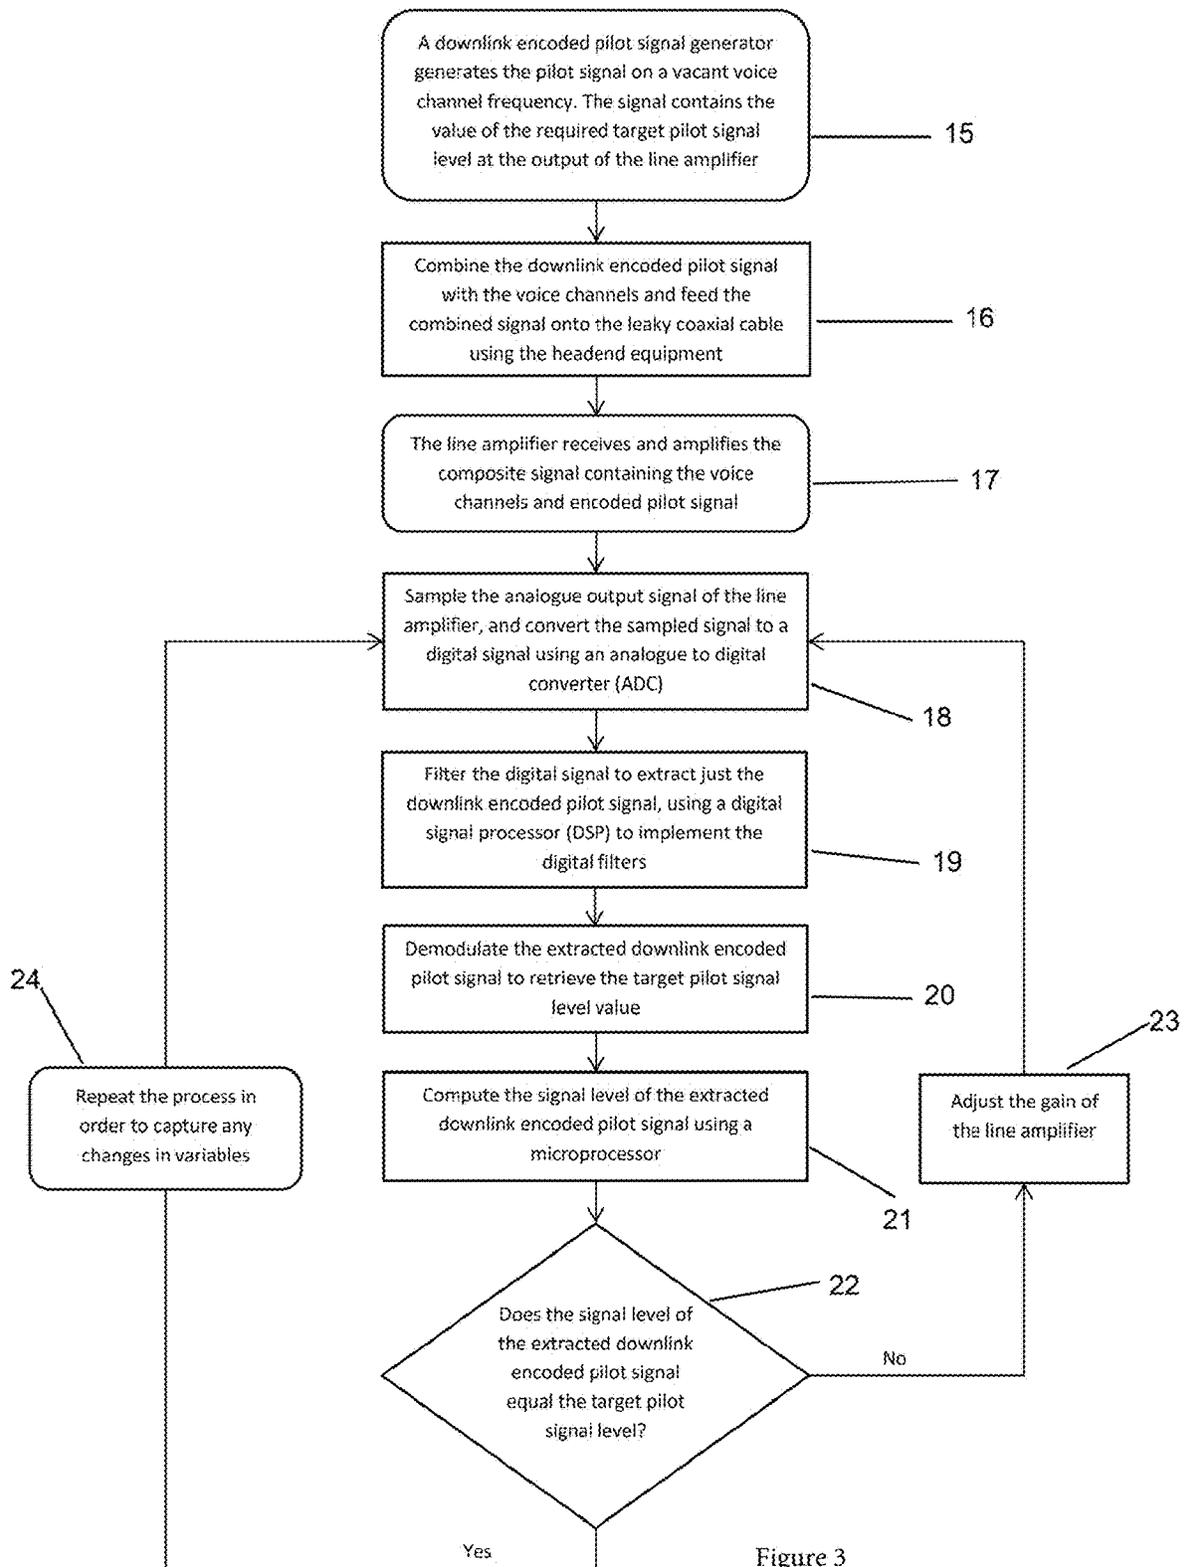 A downlink encoded pilot signal generator
generates the pilot signal on a vacant voice
channel frequency. The signal contains the
value of the required target pilot signal
level at the output of the line amplifier
15
Combine the downlink encoded pilot signal
with the voice channels and feed the
combined signal onto the leaky coaxial cable
using the headend equipment
16
The line amplifier receives and amplifies the
composite signal containing the voice
channels and encoded pilot signal
17
Sample the analogue output signal of the line
amplifier, and convert the sampled signal to a
digital signal using an analogue to digital
converter (ADC)
18
Filter the digital signal to extract just the
downlink encoded pilot signal, using a digital
signal processor (DSP) to implement the
digital filters
19
Demodulate the extracted downlink encoded
pilot signal to retrieve the target pilot signal
level value
20
Compute the signal level of the extracted
downlink encoded pilot signal using a
microprocessor
21
Does the signal level of
the extracted downlink
encoded pilot signal
equal the target pilot
signal level?
22
No
Adjust the gain of
the line amplifier
23
24
Repeat the process in
order to capture any
changes in variables
Yes
Figure 3